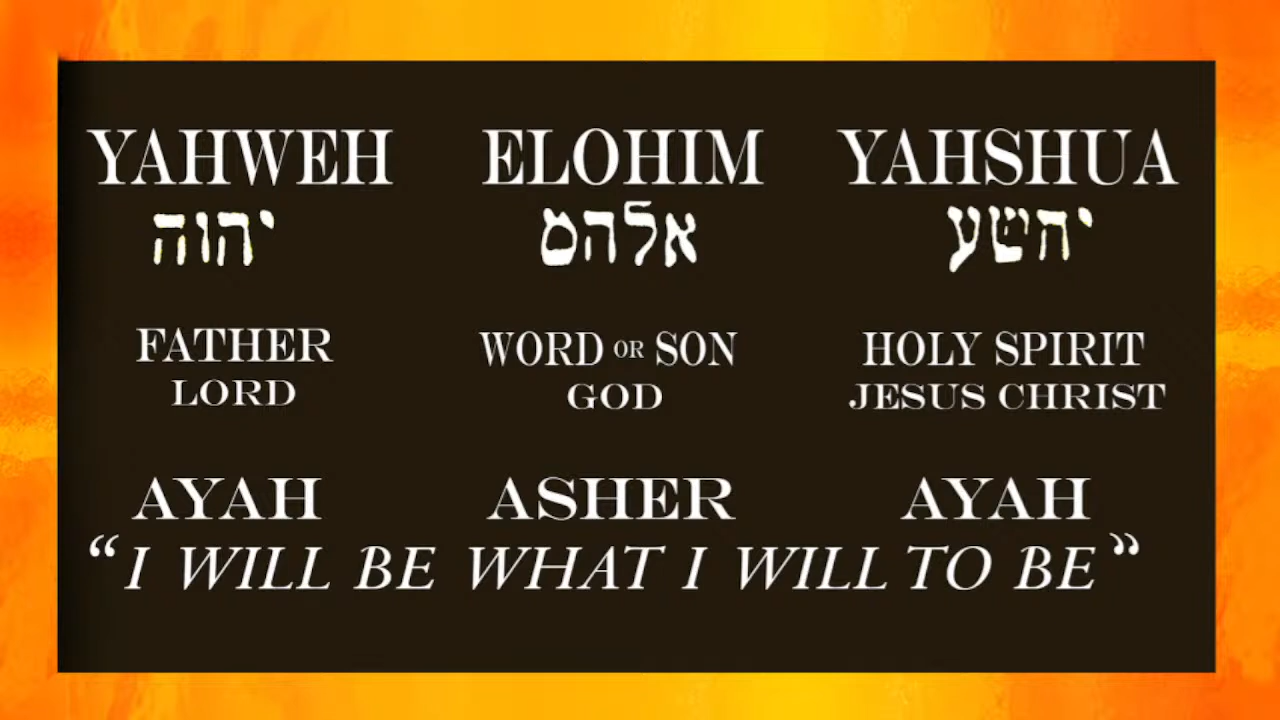 YAHWEH ELOHIM YAHSHUA
יהוה אלהם יהשע
FATHER WORD OR SON HOLY SPIRIT
LORD GOD JESUS CHRIST
AYAH ASHER AYAH
“I WILL BE WHAT I WILL TO BE”